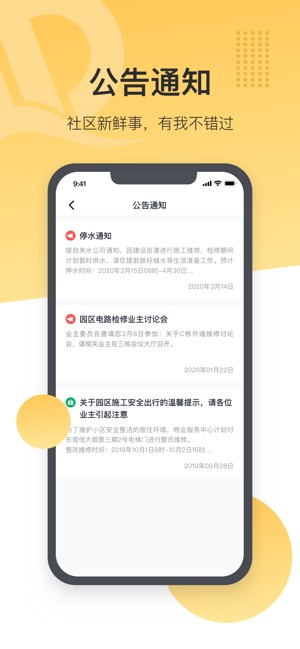 公告通知
社区新鲜事，有我不错过
9:41
公告通知
停水通知
接自来水公司通知，因建设街道进行施工维修、检修期间
计划暂时供水，请您提前做好储水等生活准备工作。预计
停水时间：2020年3月15日09时-4月30日...
2020年3月14日
园区电路检修业主讨论会
业主委员会邀请您3月8日参加：关于C栋外墙维修讨论
会，请相关业主在三栋会议大厅召开。
2020年01月22日
关于园区施工安全出行的温馨提示，请各位
业主引起注意
为了维护小区安全整洁的居住环境，物业服务中心计划对
东莞恒大御景三期2号电梯门进行整改维修。
整改维修时间：2019年10月1日8时-10月2日16时...
2019年09月28日